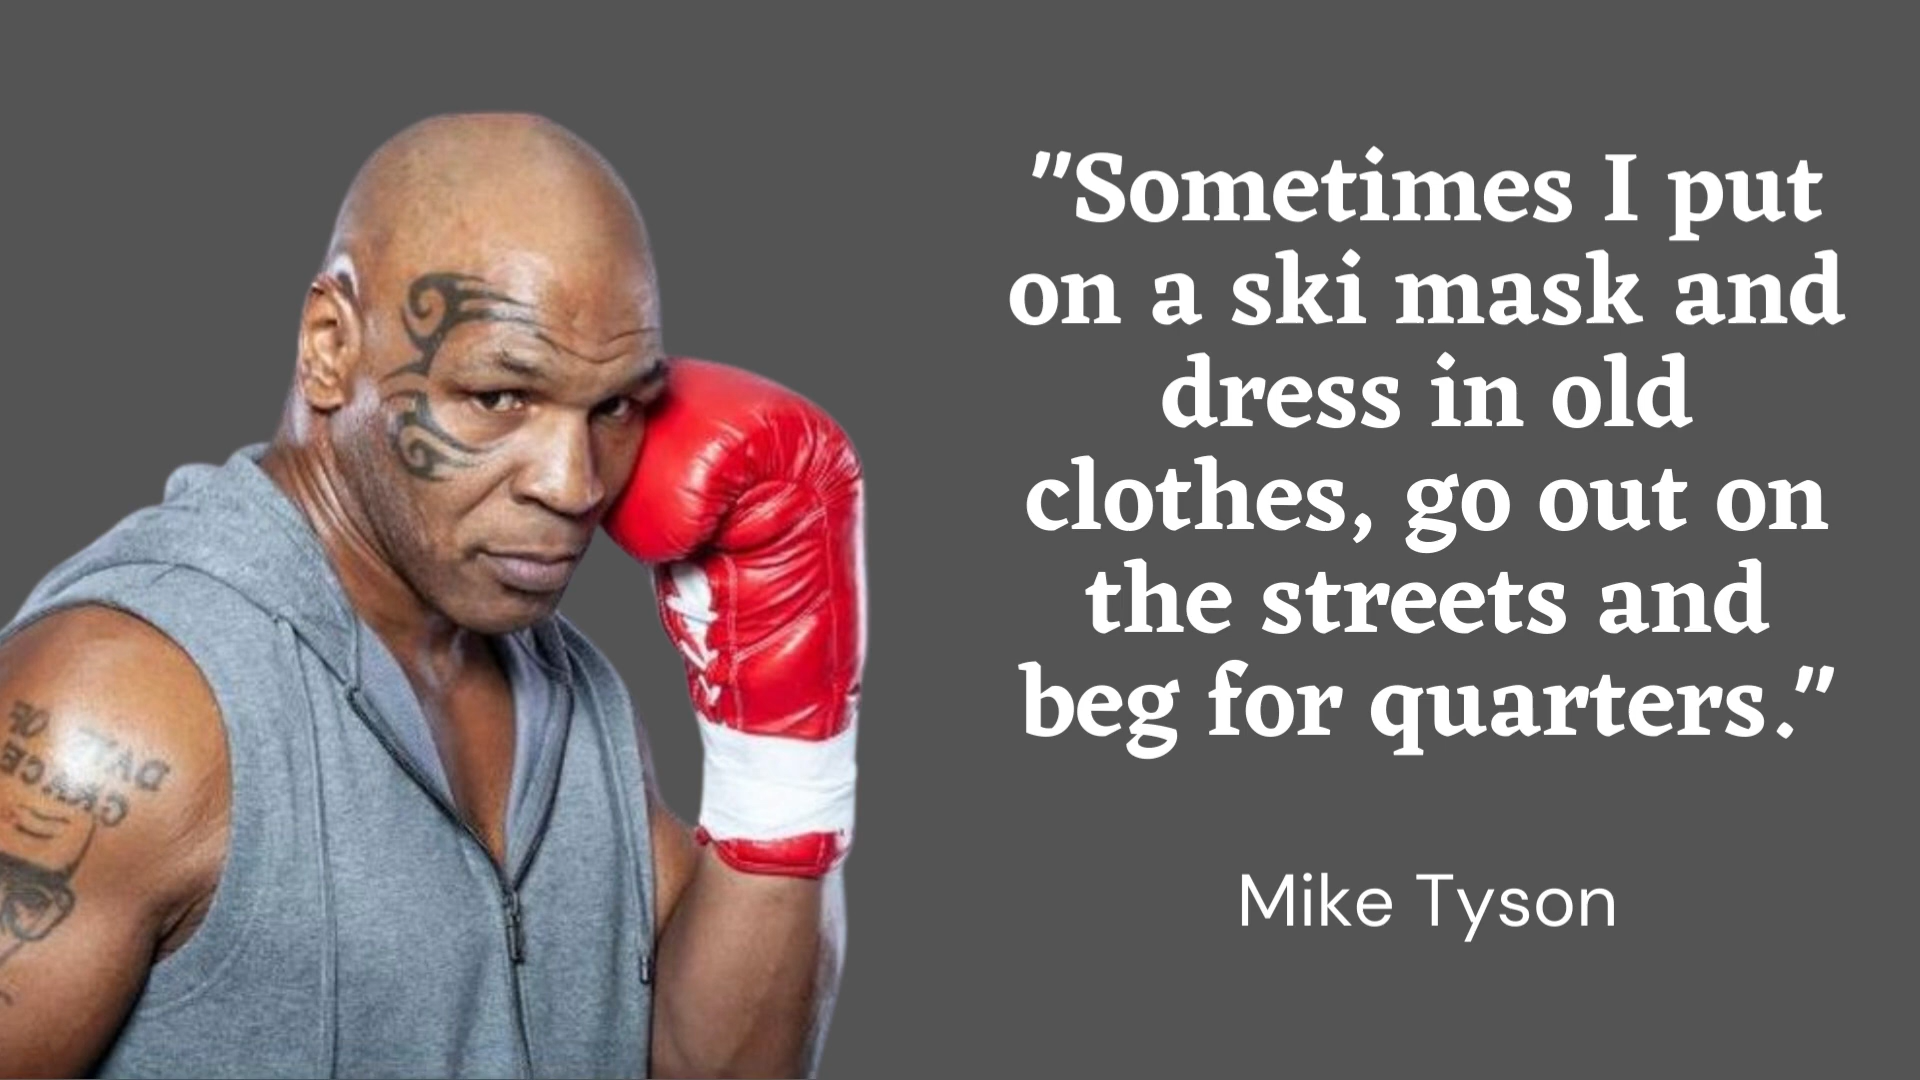 "Sometimes I put
on a ski mask and
dress in old
clothes, go out on
the streets and
beg for quarters."
Mike Tyson